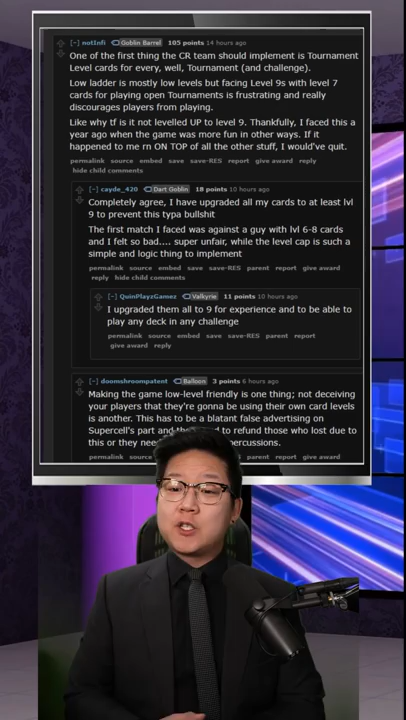 [-] notInfi Goblin Barrel 105 points 14 hours ago
One of the first thing the CR team should implement is Tournament
Level cards for every, well, Tournament (and challenge).
Low ladder is mostly low levels but facing Level 9s with level 7
cards for playing open Tournaments is frustrating and really
discourages players from playing.
Like why tf is it not levelled UP to level 9. Thankfully, I faced this a
year ago when the game was more fun in other ways. If it
happened to me rn ON TOP of all the other stuff, I would've quit.
permalink source embed save save-RES report give award reply
hide child comments
[-] cayde_420 Dart Goblin 18 points 10 hours ago
Completely agree, I have upgraded all my cards to at least lvl
9 to prevent this typa bullshit
The first match I faced was against a guy with lvl 6-8 cards
and I felt so bad.... super unfair, while the level cap is such a
simple and logic thing to implement
permalink source embed save save-RES parent report give award
reply hide child comments
[-] QuinPlayzGamez Valkyrie 11 points 10 hours ago
I upgraded them all to 9 for experience and to be able to
play any deck in any challenge
permalink source embed save save-RES parent report
give award reply
[-] doomshroompatent Balloon 3 points 6 hours ago
Making the game low-level friendly is one thing; not deceiving
your players that they're gonna be using their own card levels
is another. This has to be a blatant false advertising on
Supercell's part and to refund those who lost due to
this or they percussions.
permalink source parent report give award